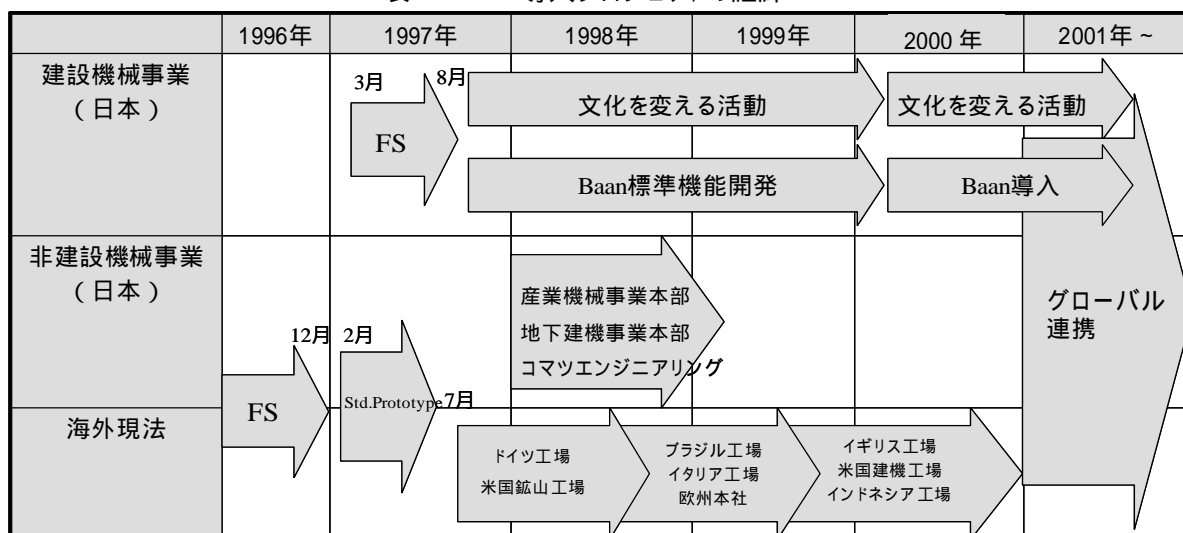 1996年 1997年 1998年 1999年 2000 年 2001年 ~
建設機械事業
（日本）
3月 8月
FS
文化を変える活動 文化を変える活動
Baan標準機能開発 Baan導入
非建設機械事業
（日本）
産業機械事業本部
地下建機事業本部
コマツエンジニアリング
グローバル
連携
12月 2月
FS
Std.Prototype 7月
海外現法
ドイツ工場
米国鉱山工場
ブラジル工場
イタリア工場
欧州本社
イギリス工場
米国建機工場
インドネシア工場